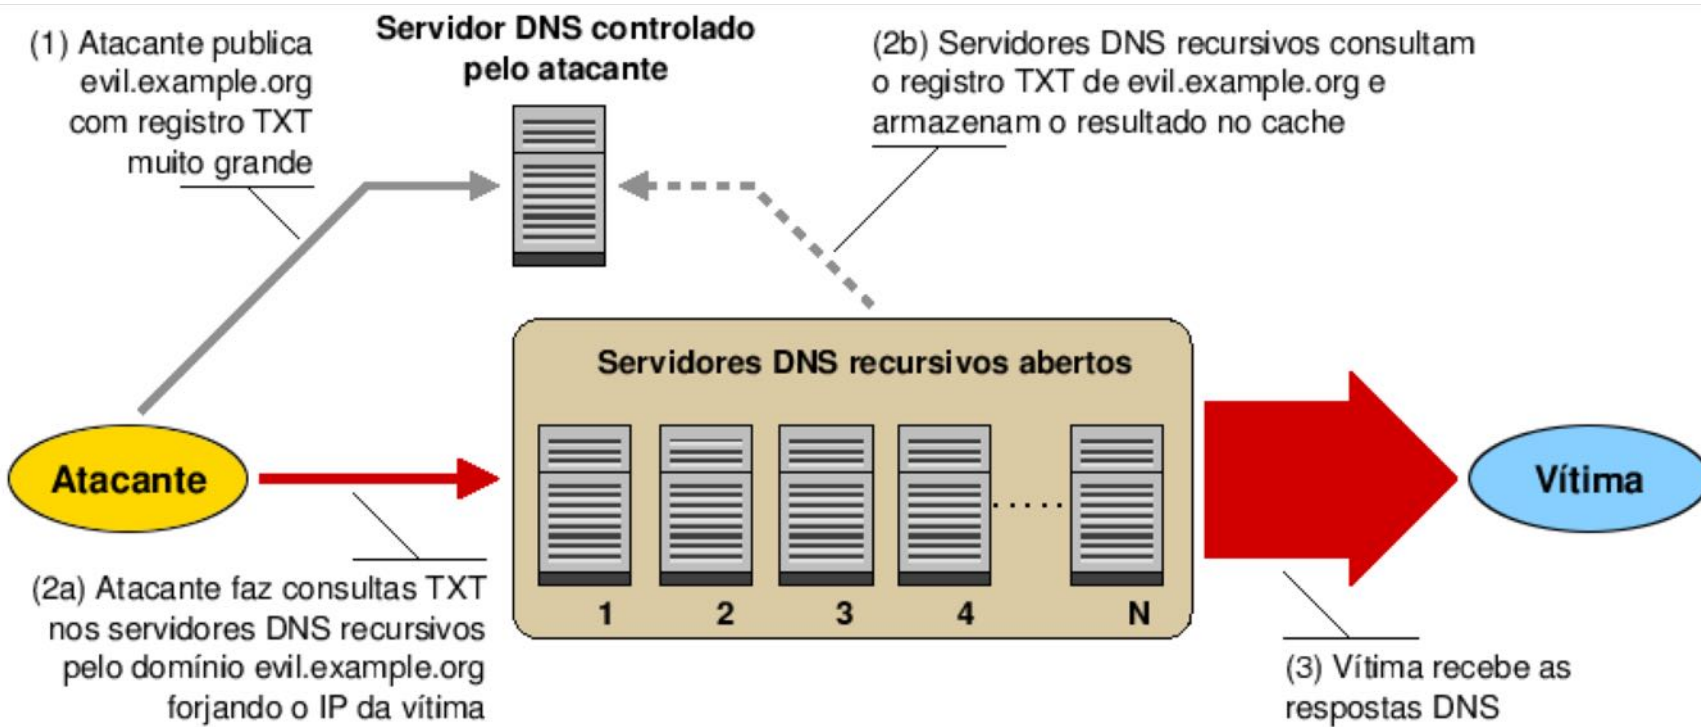 (1) Atacante publica
evil.example.org
com registro TXT
muito grande
Servidor DNS controlado
pelo atacante
(2b) Servidores DNS recursivos consultam
o registro TXT de evil.example.org e
armazenam o resultado no cache
Servidores DNS recursivos abertos
Atacante
Vítima
1 2 3 4 ..... N
(2a) Atacante faz consultas TXT
nos servidores DNS recursivos
pelo domínio evil.example.org
forjando o IP da vítima
(3) Vítima recebe as
respostas DNS